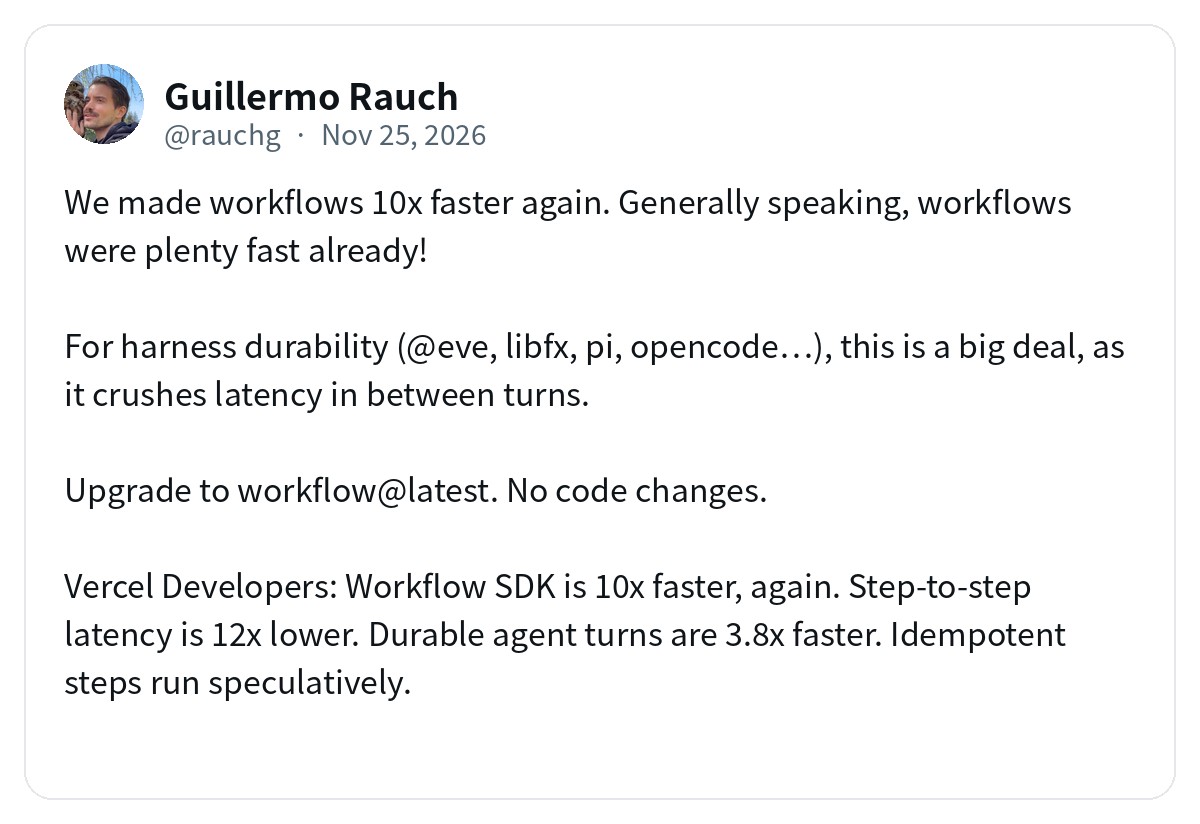 Guillermo Rauch
@rauchg · Nov 25, 2026
We made workflows 10x faster again. Generally speaking, workflows
were plenty fast already!
For harness durability (@eve, libfx, pi, opencode…), this is a big deal, as
it crushes latency in between turns.
Upgrade to workflow@latest. No code changes.
Vercel Developers: Workflow SDK is 10x faster, again. Step-to-step
latency is 12x lower. Durable agent turns are 3.8x faster. Idempotent
steps run speculatively.